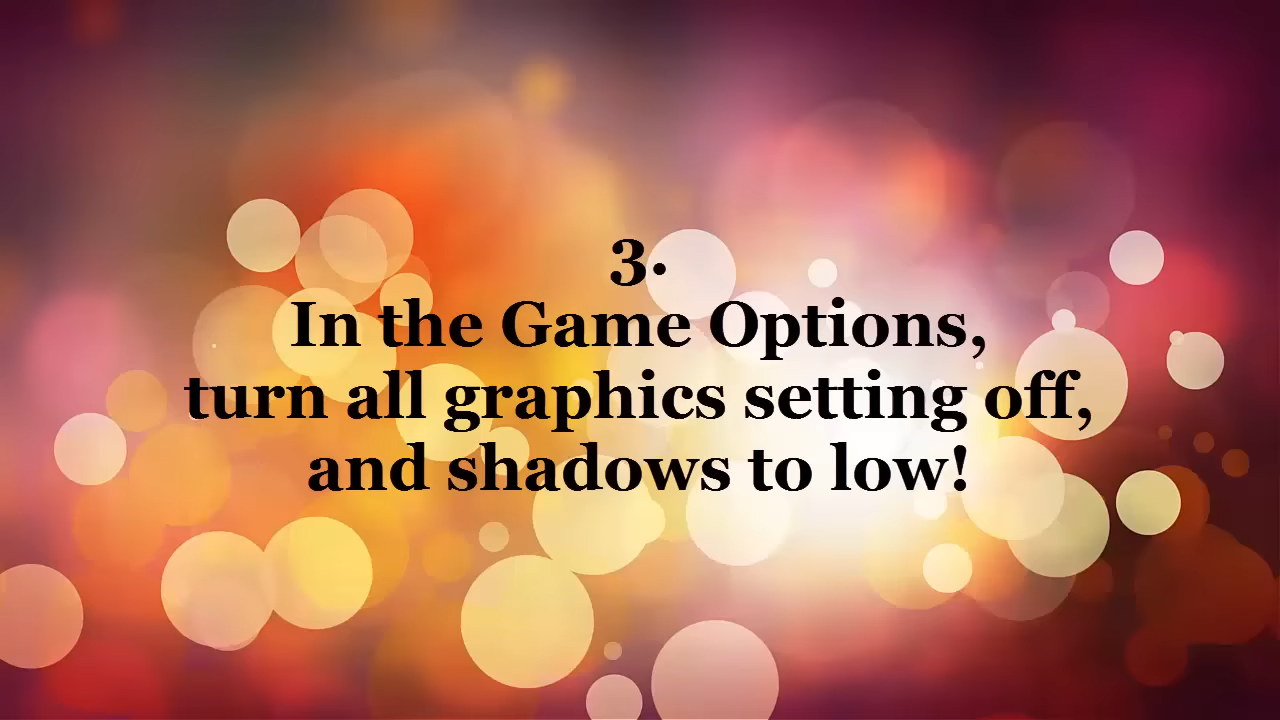 3.
In the Game Options,
turn all graphics setting off,
and shadows to low!